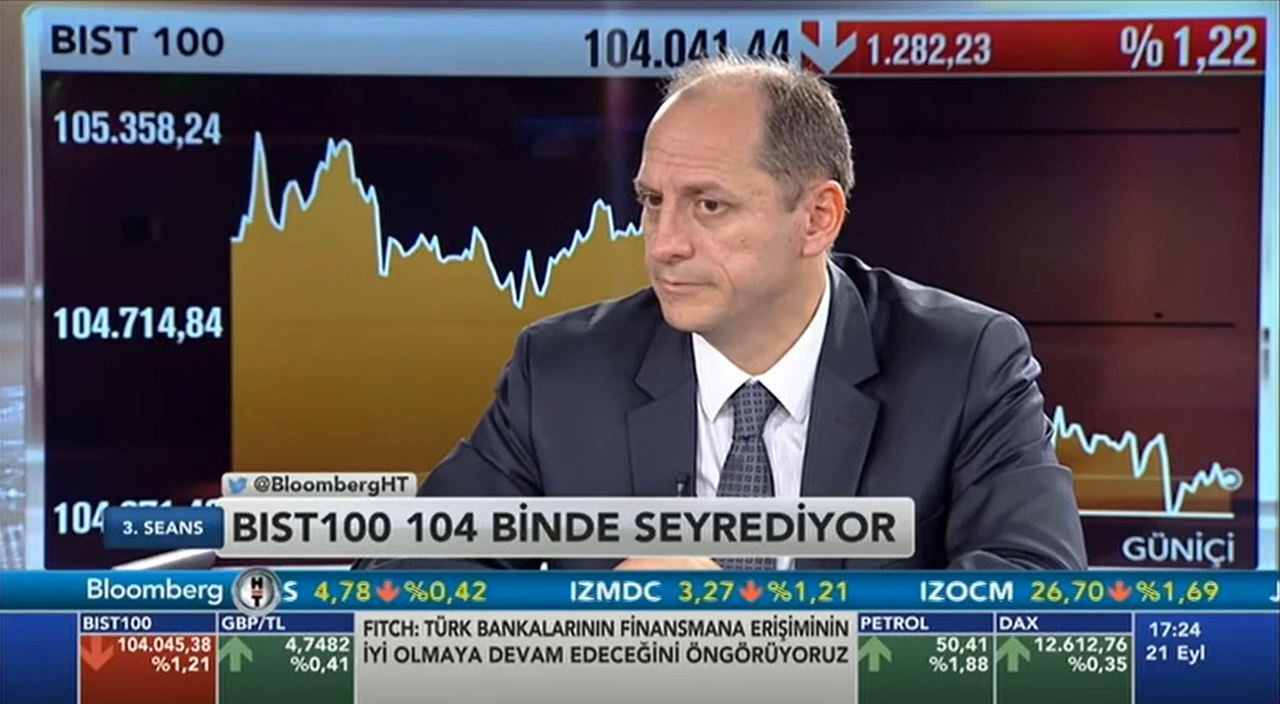 BIST 100
104.041,44
1.282,23
% 1,22
105.358,24
104.714,84
@BloombergHT
3. SEANS
BIST100 104 BİNDE SEYREDİYOR
GÜNİÇİ
Bloomberg HT
S 4,78 %0,42
IZMDC 3,27 %1,21
IZOCM 26,70 %1,69
BIST100
104.045,38
%1,21
GBP/TL
4,7482
%0,41
FITCH: TÜRK BANKALARININ FİNANSMANA ERİŞİMİNİN
İYİ OLMAYA DEVAM EDECEĞİNİ ÖNGÖRÜYORUZ
PETROL
50,41
%1,88
DAX
12.612,76
%0,35
17:24
21 Eyl